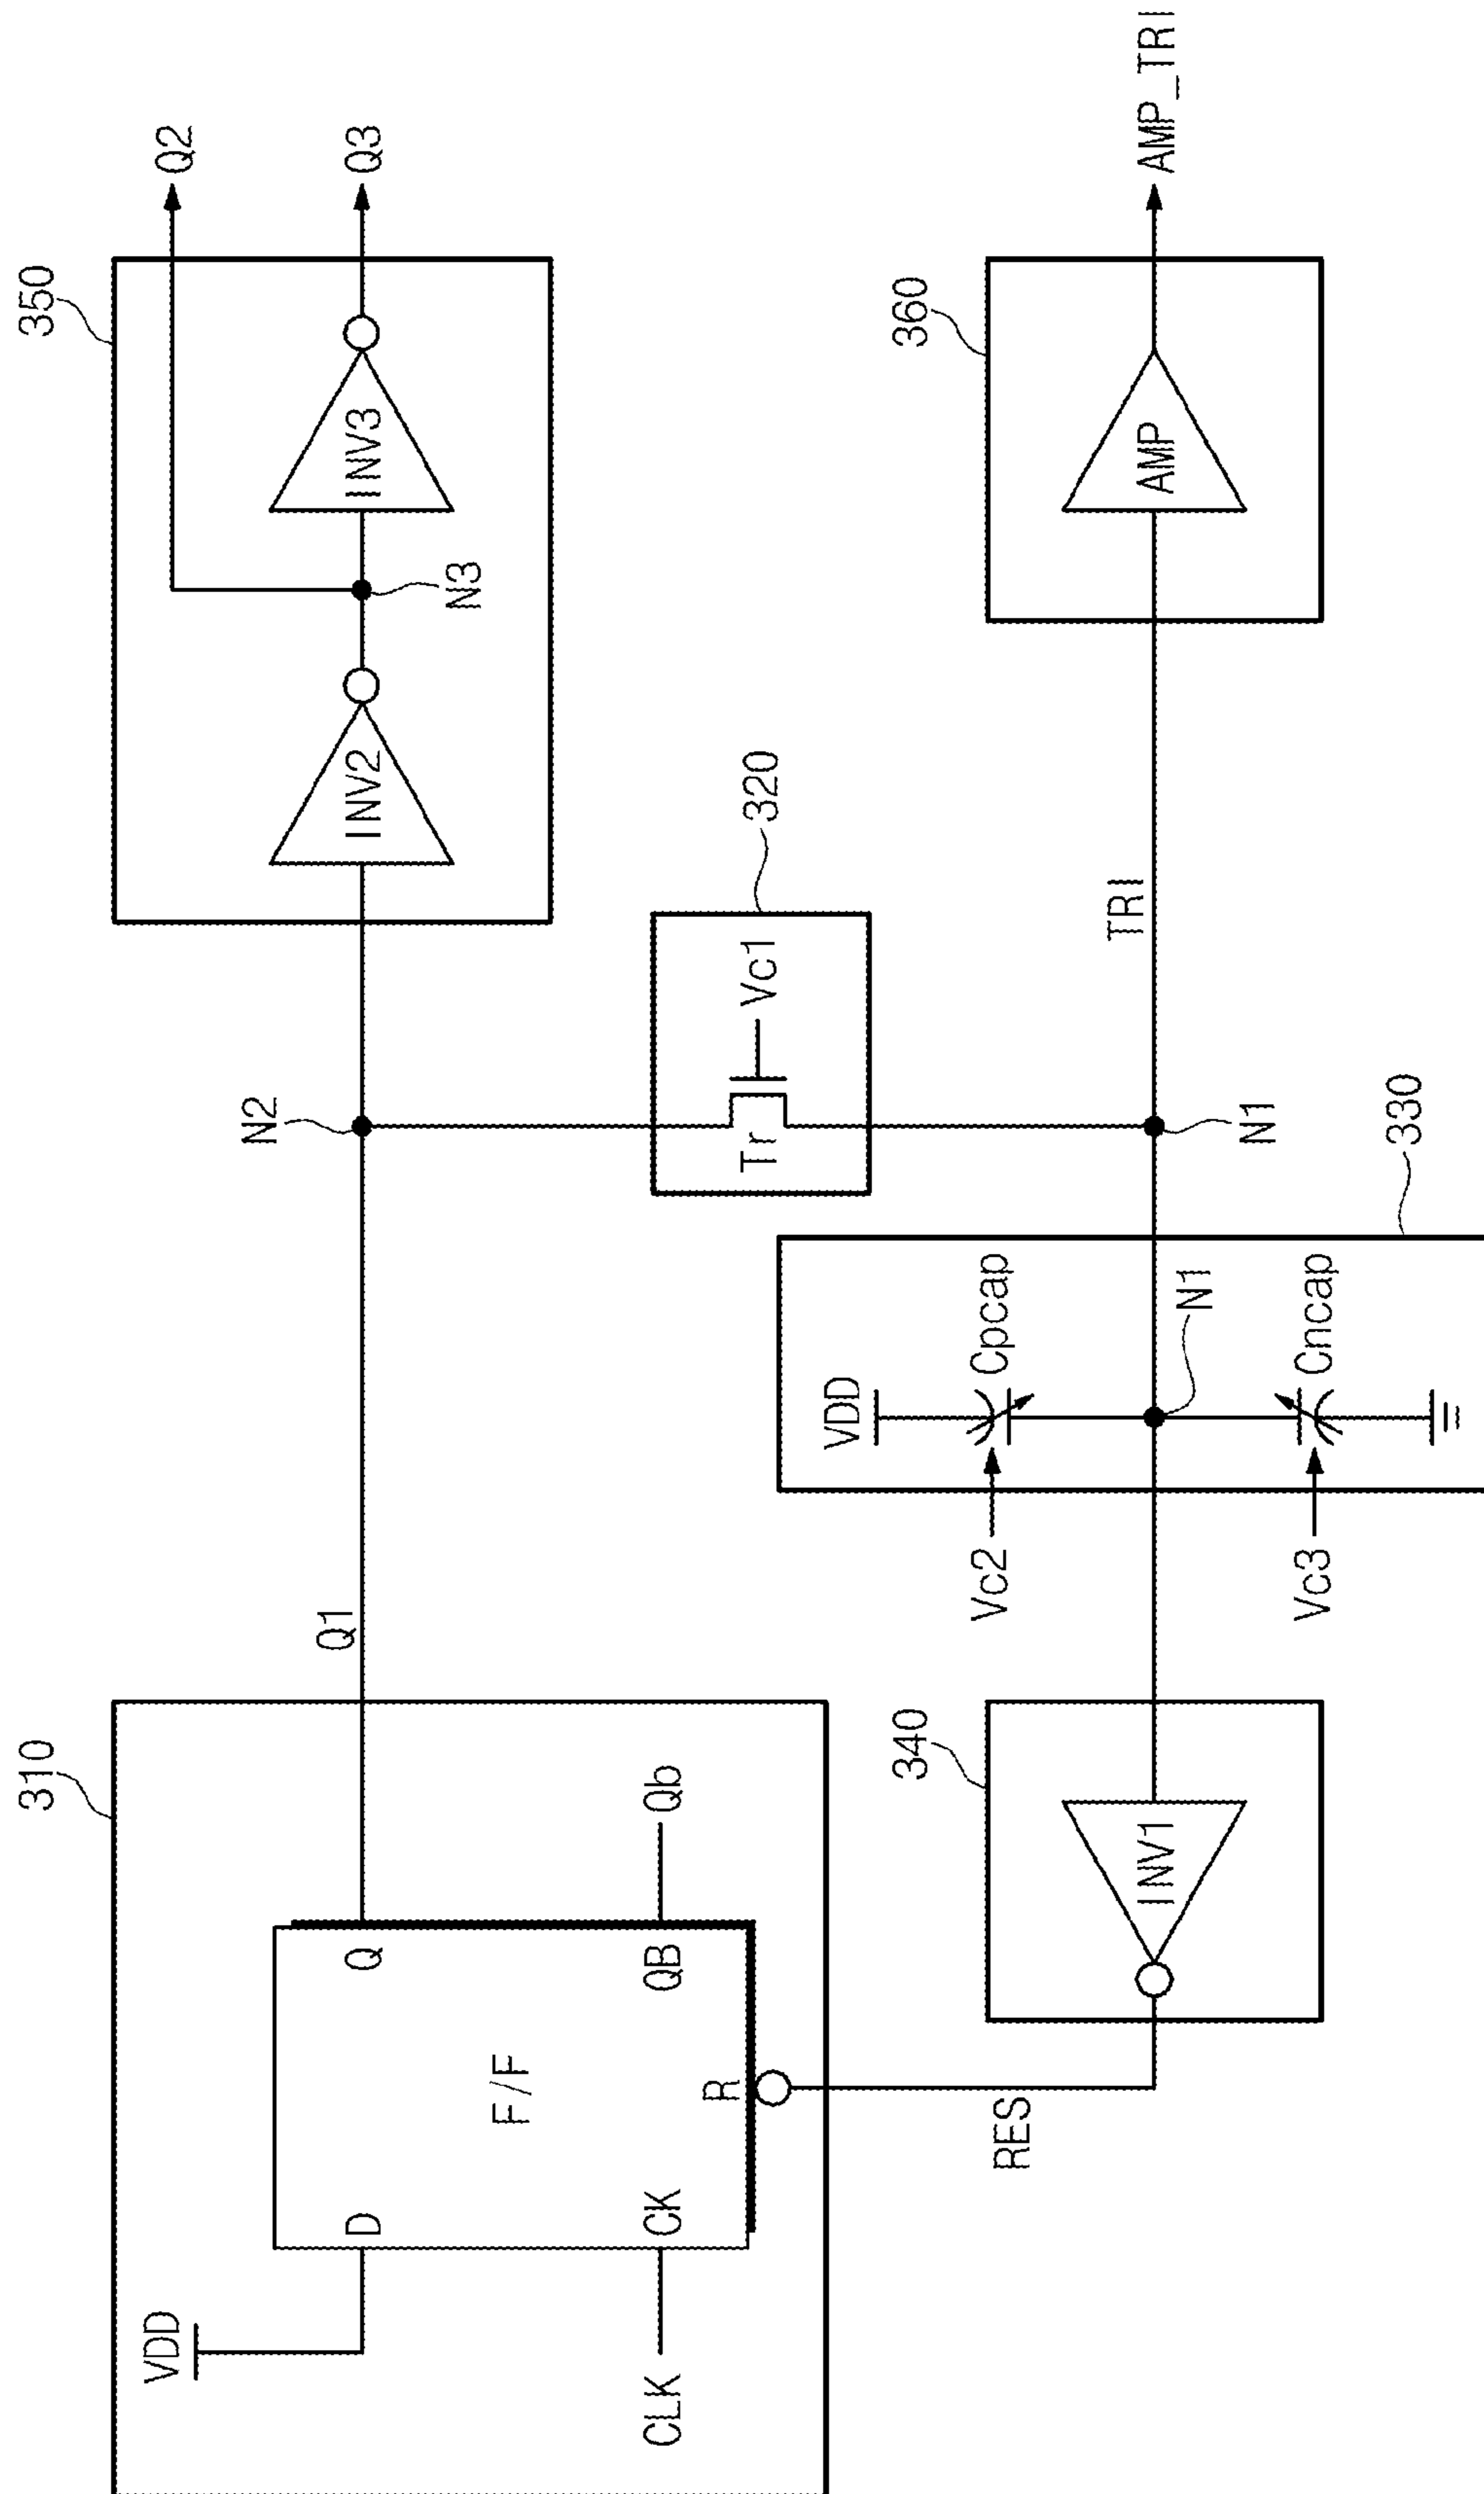 310
VDD
D
Q
Q1
F/F
CK
QB
Qb
CLK
R
RES
340
INV1
Vc2
Vc3
VDD
Cpcap
Cncap
N1
330
N1
N2
Tr
Vc1
320
TRI
350
INV2
N3
INV3
Q2
Q3
360
AMP
AMP_TRI